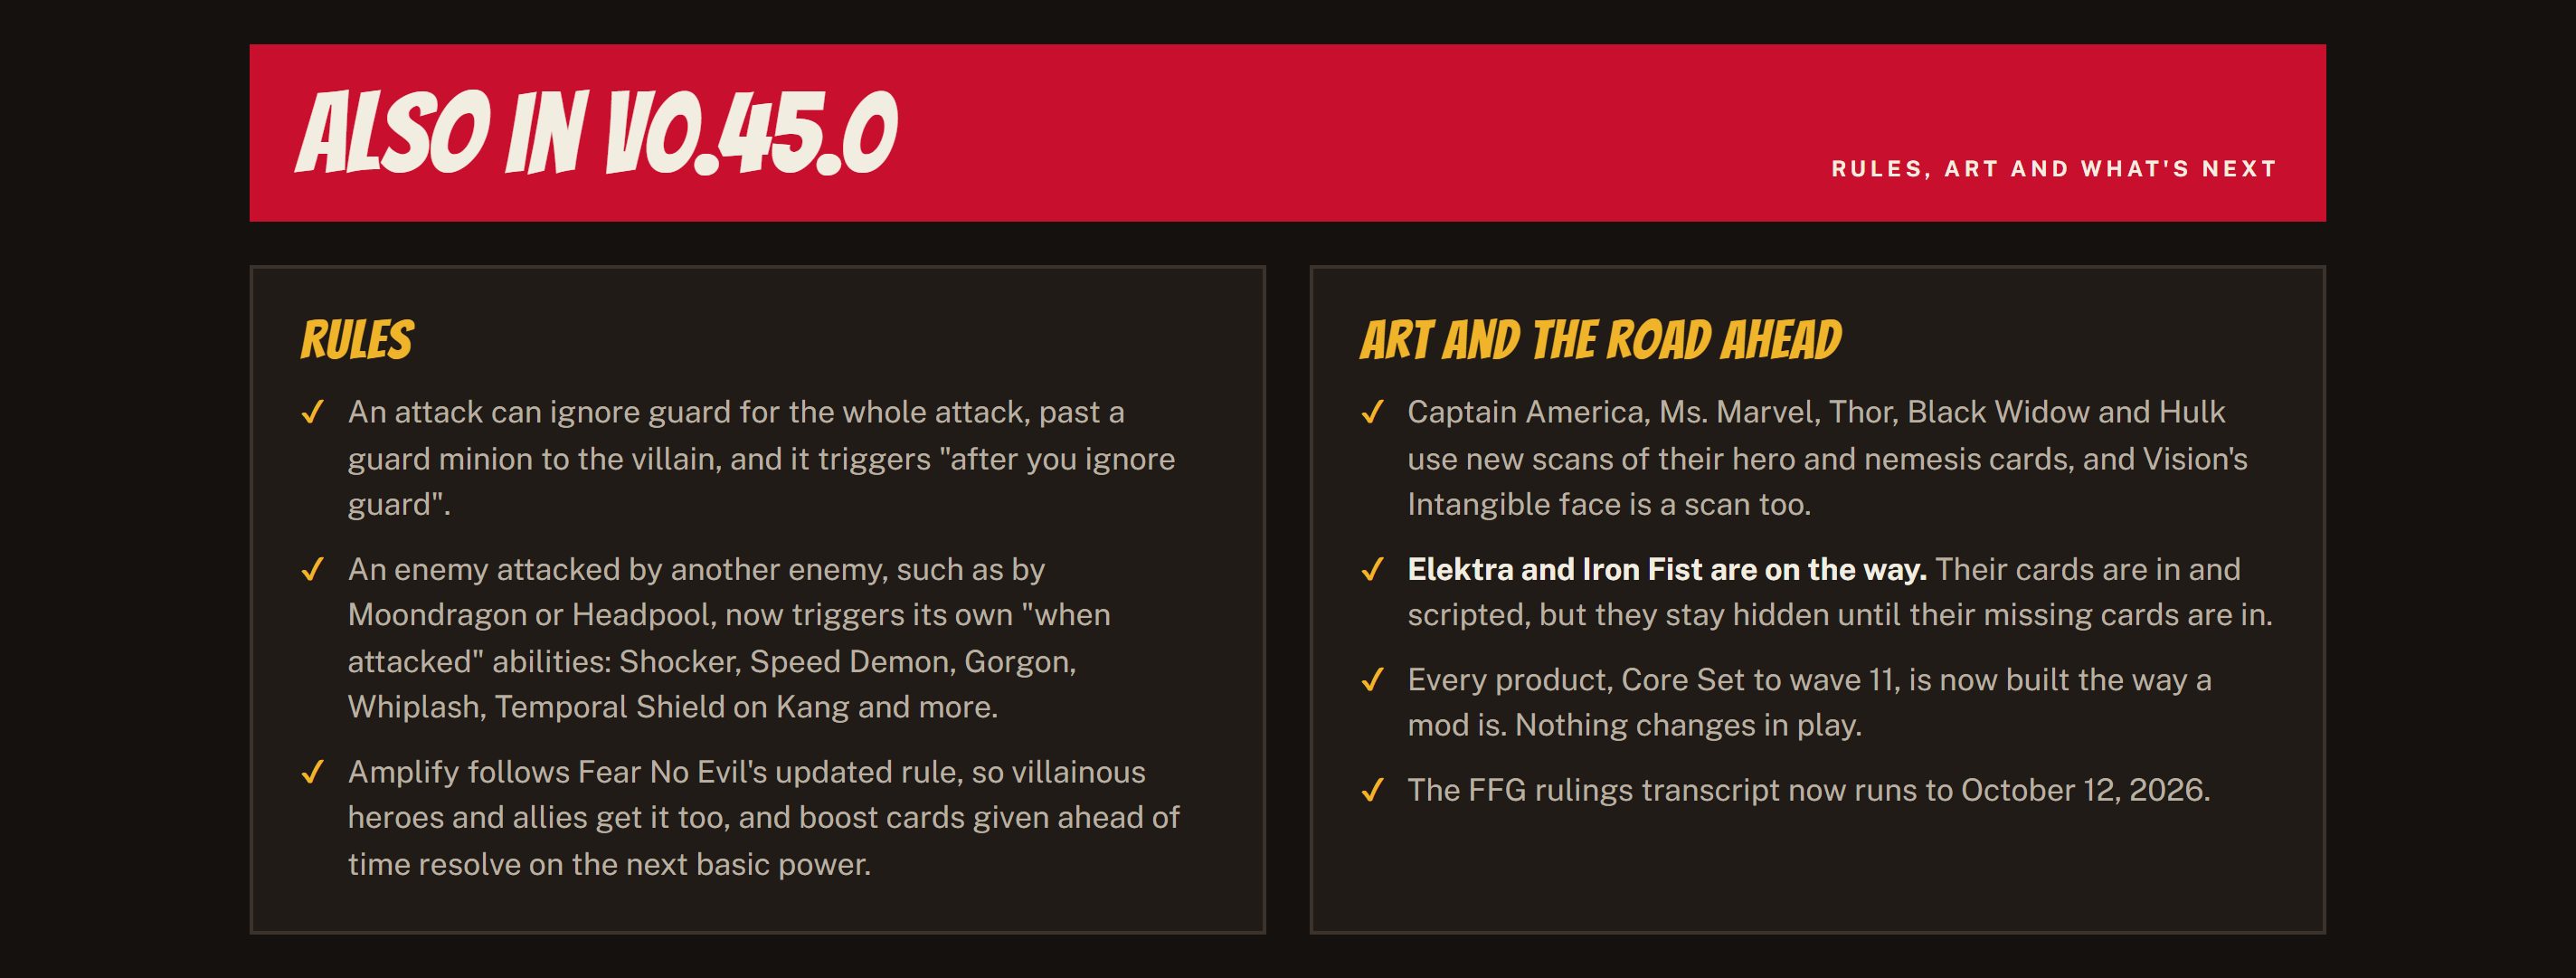 ALSO IN V0.45.0
RULES, ART AND WHAT'S NEXT
RULES
✓ An attack can ignore guard for the whole attack, past a
guard minion to the villain, and it triggers "after you ignore
guard".
✓ An enemy attacked by another enemy, such as by
Moondragon or Headpool, now triggers its own "when
attacked" abilities: Shocker, Speed Demon, Gorgon,
Whiplash, Temporal Shield on Kang and more.
✓ Amplify follows Fear No Evil's updated rule, so villainous
heroes and allies get it too, and boost cards given ahead of
time resolve on the next basic power.
ART AND THE ROAD AHEAD
✓ Captain America, Ms. Marvel, Thor, Black Widow and Hulk
use new scans of their hero and nemesis cards, and Vision's
Intangible face is a scan too.
✓ Elektra and Iron Fist are on the way. Their cards are in and
scripted, but they stay hidden until their missing cards are in.
✓ Every product, Core Set to wave 11, is now built the way a
mod is. Nothing changes in play.
✓ The FFG rulings transcript now runs to October 12, 2026.